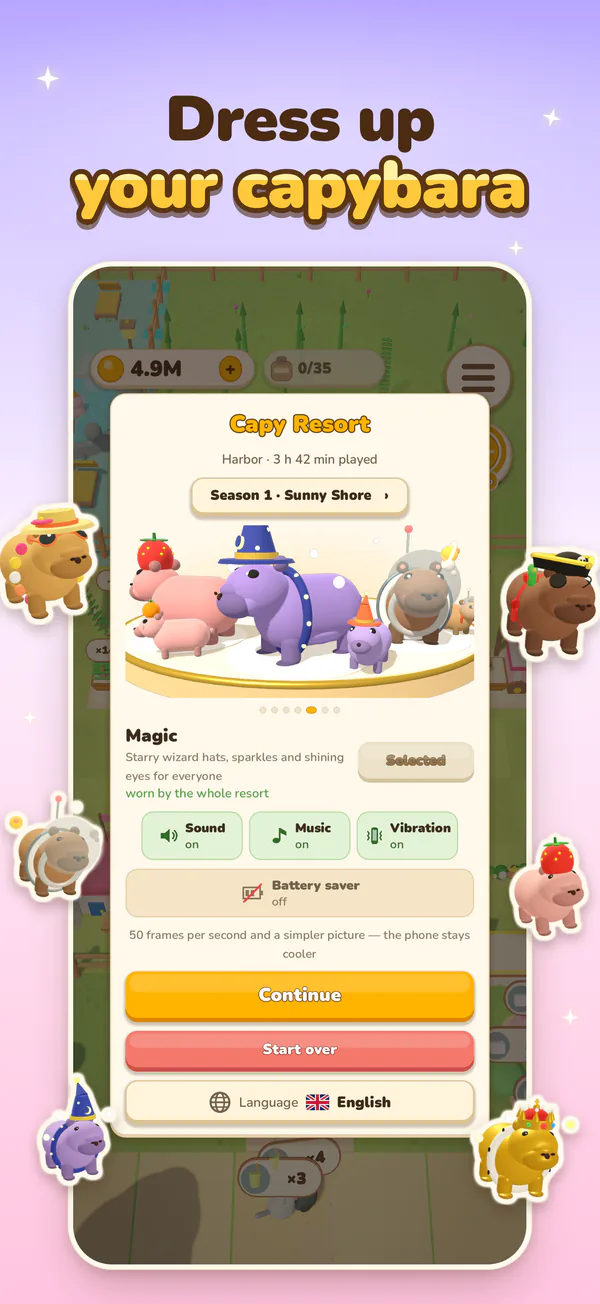 Dress up
your capybara
4.9M
+
0/35
Capy Resort
Harbor · 3 h 42 min played
Season 1 · Sunny Shore ›
Magic
Starry wizard hats, sparkles and shining
eyes for everyone
worn by the whole resort
Selected
Sound
on
Music
on
Vibration
on
Battery saver
off
50 frames per second and a simpler picture — the phone stays
cooler
Continue
Start over
Language English
×4
×3